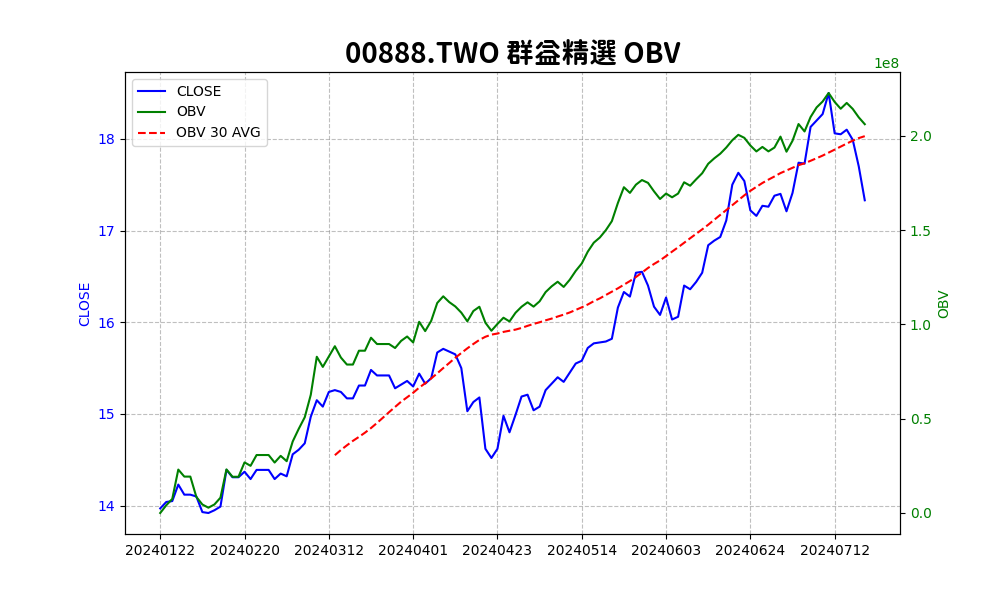 00888.TWO 群益精選 OBV
1e8
CLOSE
OBV
OBV 30 AVG
18
17
16
15
14
CLOSE
2.0
1.5
1.0
0.5
0.0
OBV
20240122 20240220 20240312 20240401 20240423 20240514 20240603 20240624 20240712